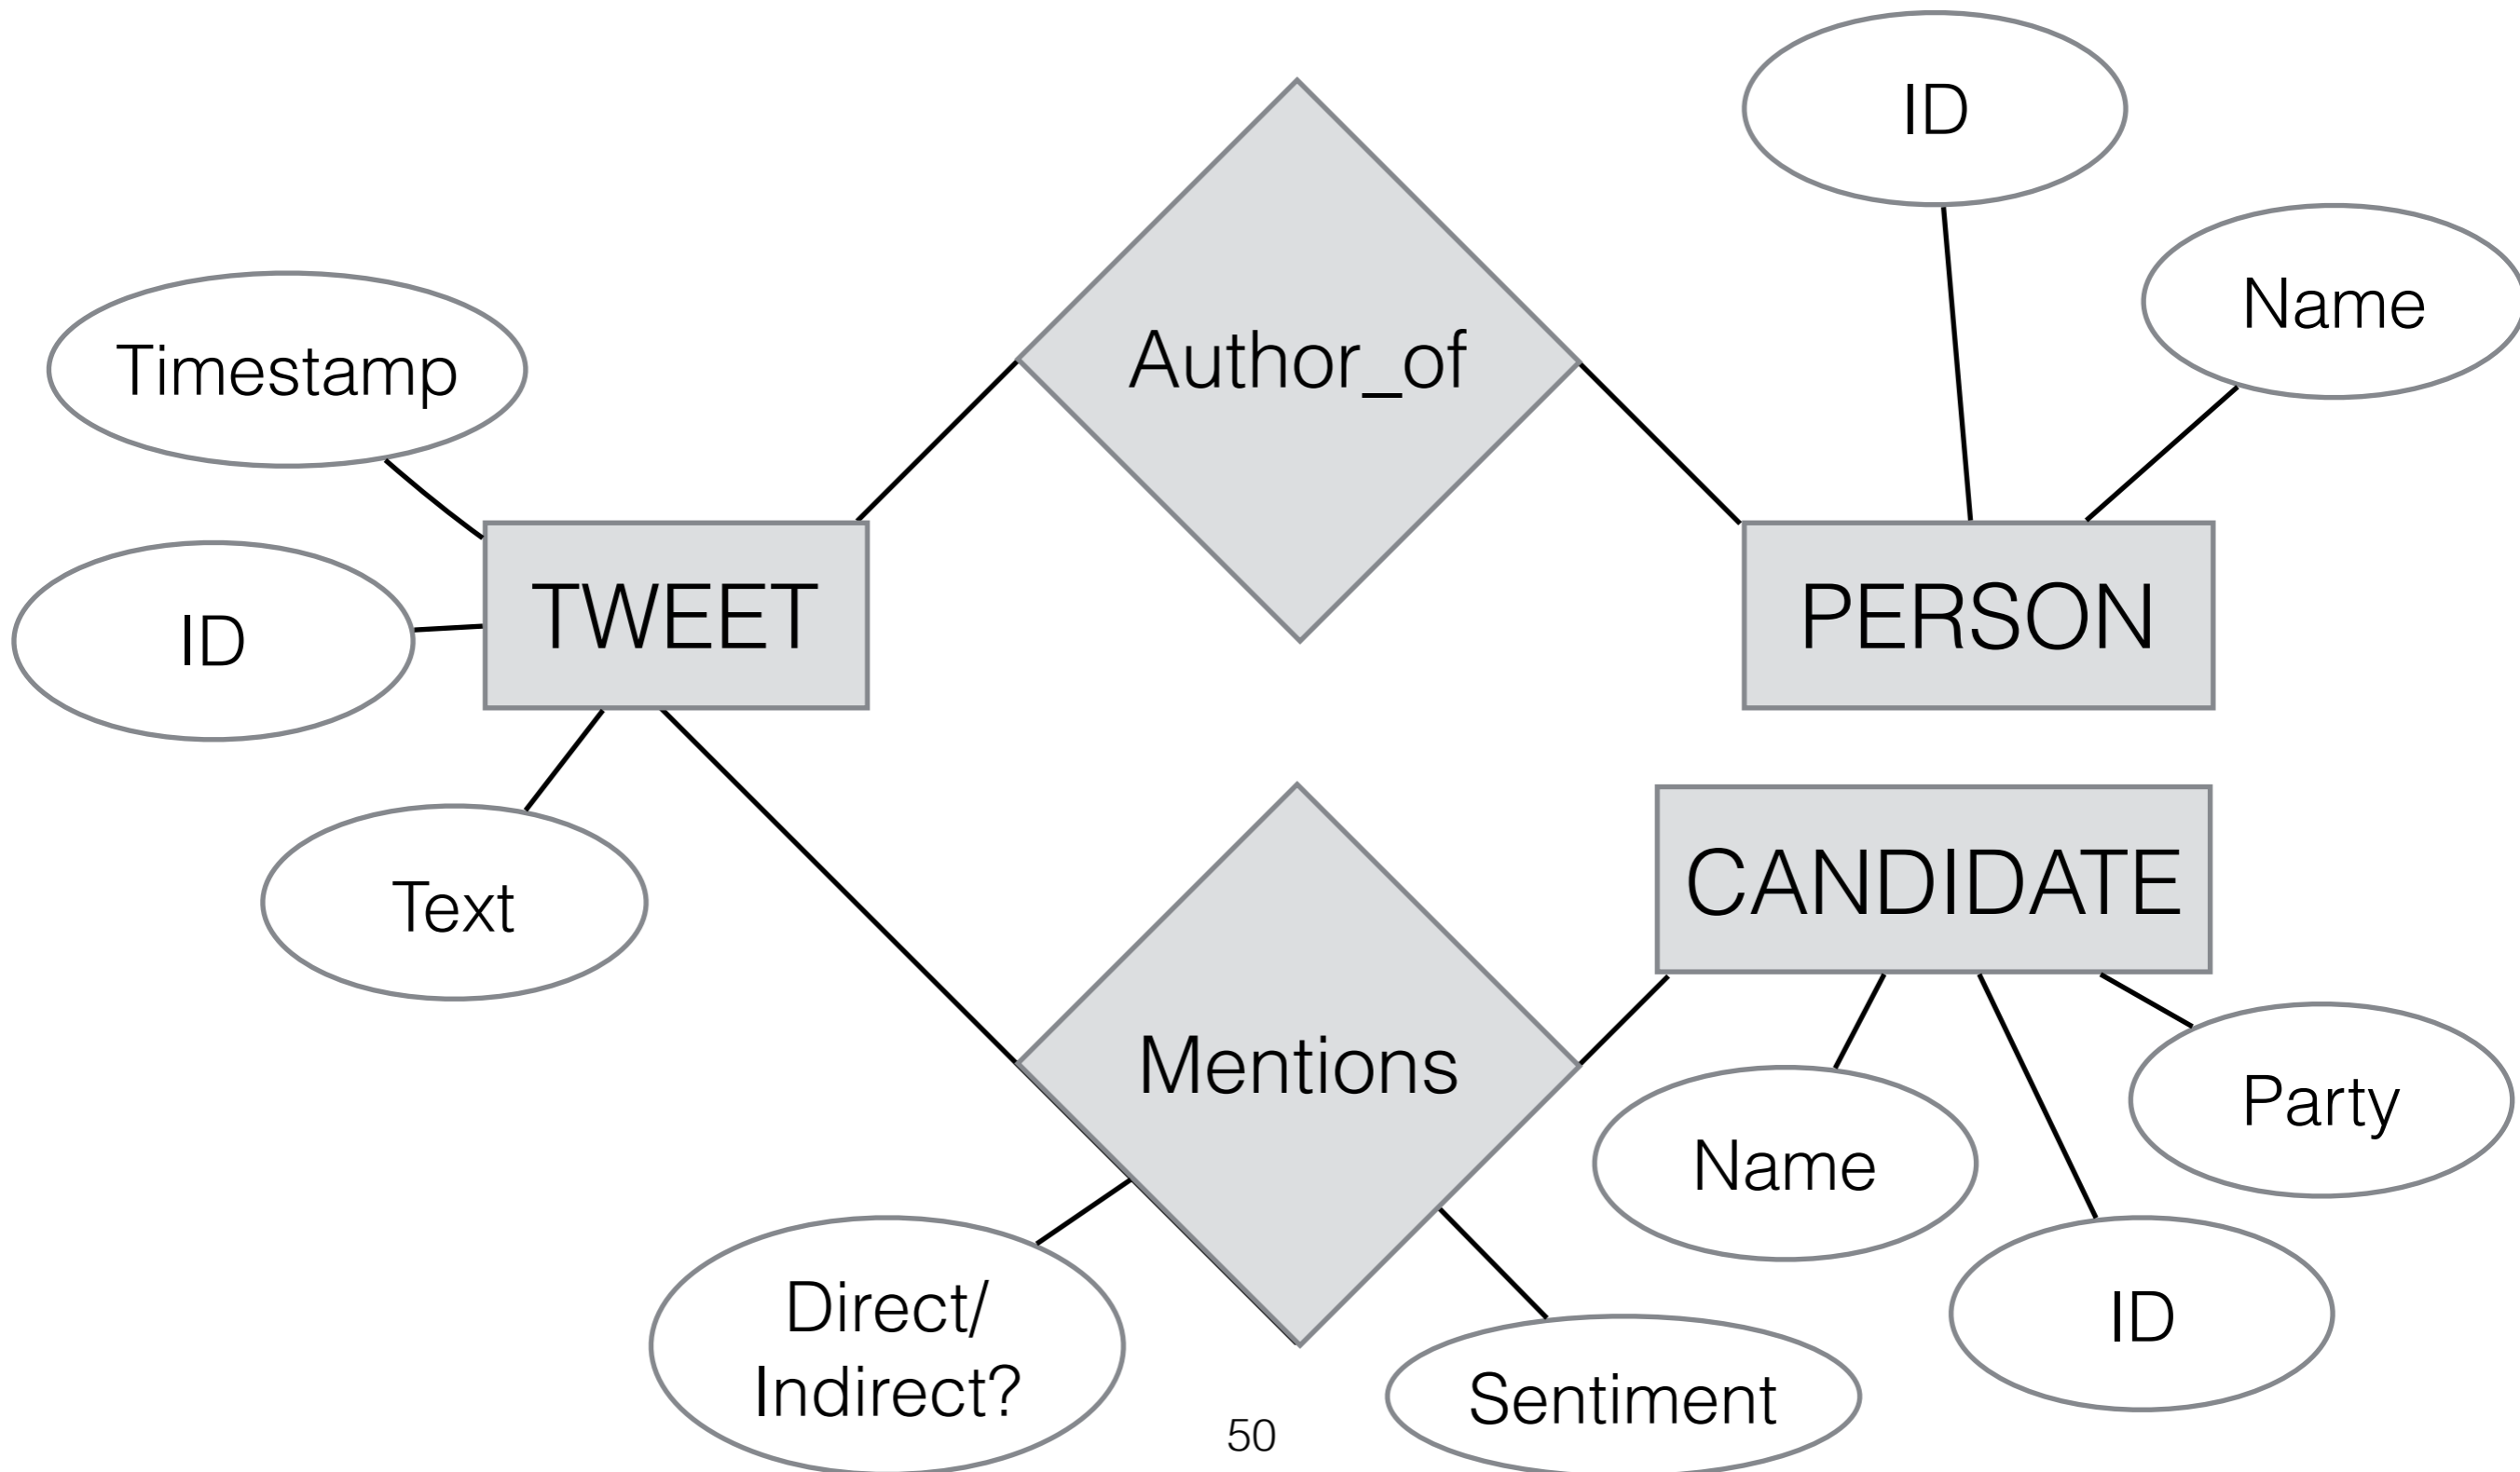 ID
Name
Author_of
Timestamp
TWEET
PERSON
ID
CANDIDATE
Text
Mentions
Party
Name
Direct/
Indirect?
ID
Sentiment
50